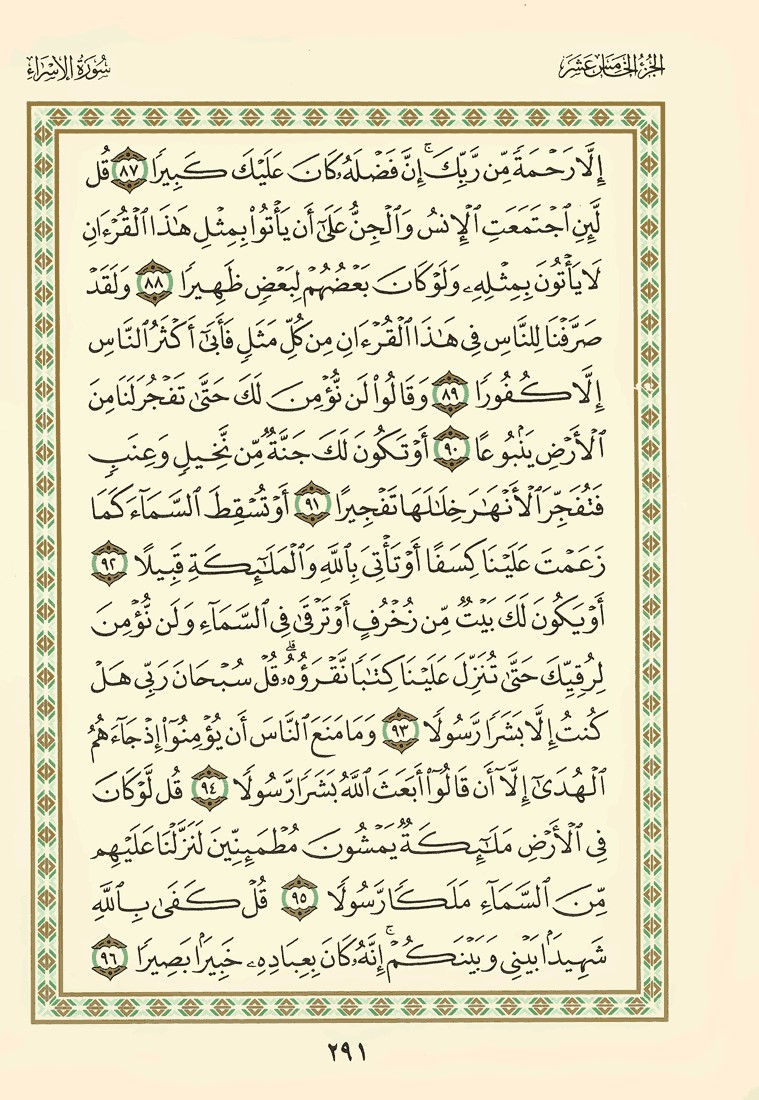 الجزء الخامس عشر
سورة الإسراء
إِلَّا رَحْمَةً مِّن رَّبِّكَ ۚ إِنَّ فَضْلَهُۥ كَانَ عَلَيْكَ كَبِيرًا ٨٧ قُل
لَّئِنِ ٱجْتَمَعَتِ ٱلْإِنسُ وَٱلْجِنُّ عَلَىٰٓ أَن يَأْتُوا۟ بِمِثْلِ هَـٰذَا ٱلْقُرْءَانِ
لَا يَأْتُونَ بِمِثْلِهِۦ وَلَوْ كَانَ بَعْضُهُمْ لِبَعْضٍ ظَهِيرًا ٨٨ وَلَقَدْ
صَرَّفْنَا لِلنَّاسِ فِى هَـٰذَا ٱلْقُرْءَانِ مِن كُلِّ مَثَلٍ فَأَبَىٰٓ أَكْثَرُ ٱلنَّاسِ
إِلَّا كُفُورًا ٨٩ وَقَالُوا۟ لَن نُّؤْمِنَ لَكَ حَتَّىٰ تَفْجُرَ لَنَا مِنَ
ٱلْأَرْضِ يَنۢبُوعًا ٩٠ أَوْ تَكُونَ لَكَ جَنَّةٌ مِّن نَّخِيلٍ وَعِنَبٍ
فَتُفَجِّرَ ٱلْأَنْهَـٰرَ خِلَـٰلَهَا تَفْجِيرًا ٩١ أَوْ تُسْقِطَ ٱلسَّمَآءَ كَمَا
زَعَمْتَ عَلَيْنَا كِسَفًا أَوْ تَأْتِىَ بِٱللَّهِ وَٱلْمَلَـٰٓئِكَةِ قَبِيلًا ٩٢
أَوْ يَكُونَ لَكَ بَيْتٌ مِّن زُخْرُفٍ أَوْ تَرْقَىٰ فِى ٱلسَّمَآءِ وَلَن نُّؤْمِنَ
لِرُقِيِّكَ حَتَّىٰ تُنَزِّلَ عَلَيْنَا كِتَـٰبًا نَّقْرَؤُهُۥ ۗ قُلْ سُبْحَانَ رَبِّى هَلْ
كُنتُ إِلَّا بَشَرًا رَّسُولًا ٩٣ وَمَا مَنَعَ ٱلنَّاسَ أَن يُؤْمِنُوٓا۟ إِذْ جَآءَهُمُ
ٱلْهُدَىٰٓ إِلَّآ أَن قَالُوٓا۟ أَبَعَثَ ٱللَّهُ بَشَرًا رَّسُولًا ٩٤ قُل لَّوْ كَانَ
فِى ٱلْأَرْضِ مَلَـٰٓئِكَةٌ يَمْشُونَ مُطْمَئِنِّينَ لَنَزَّلْنَا عَلَيْهِم
مِّنَ ٱلسَّمَآءِ مَلَكًا رَّسُولًا ٩٥ قُلْ كَفَىٰ بِٱللَّهِ
شَهِيدًۢا بَيْنِى وَبَيْنَكُمْ ۚ إِنَّهُۥ كَانَ بِعِبَادِهِۦ خَبِيرًۢا بَصِيرًا ٩٦
٢٩١